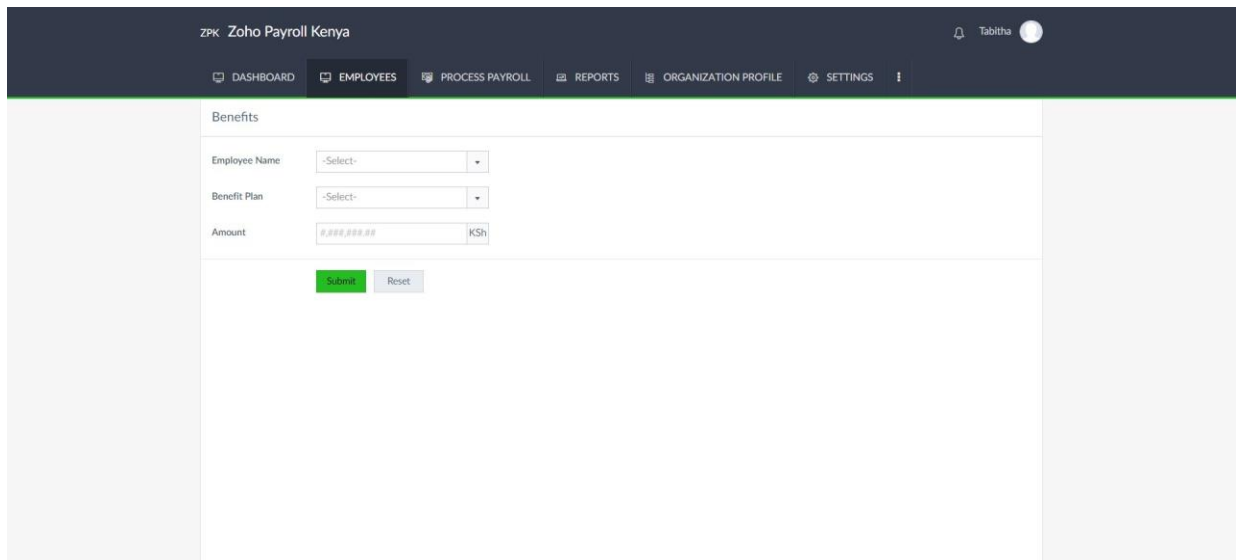 ZPK Zoho Payroll Kenya
Tabitha
DASHBOARD EMPLOYEES PROCESS PAYROLL REPORTS ORGANIZATION PROFILE SETTINGS
Benefits
Employee Name -Select-
Benefit Plan -Select-
Amount #,###,###.## KSh
Submit Reset